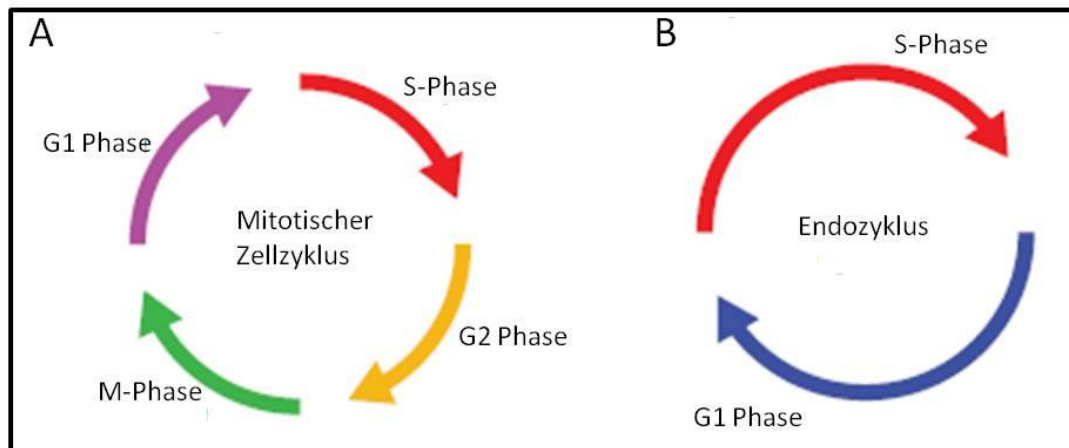 A
S-Phase
G1 Phase
Mitotischer
Zellzyklus
G2 Phase
M-Phase
B
S-Phase
Endozyklus
G1 Phase